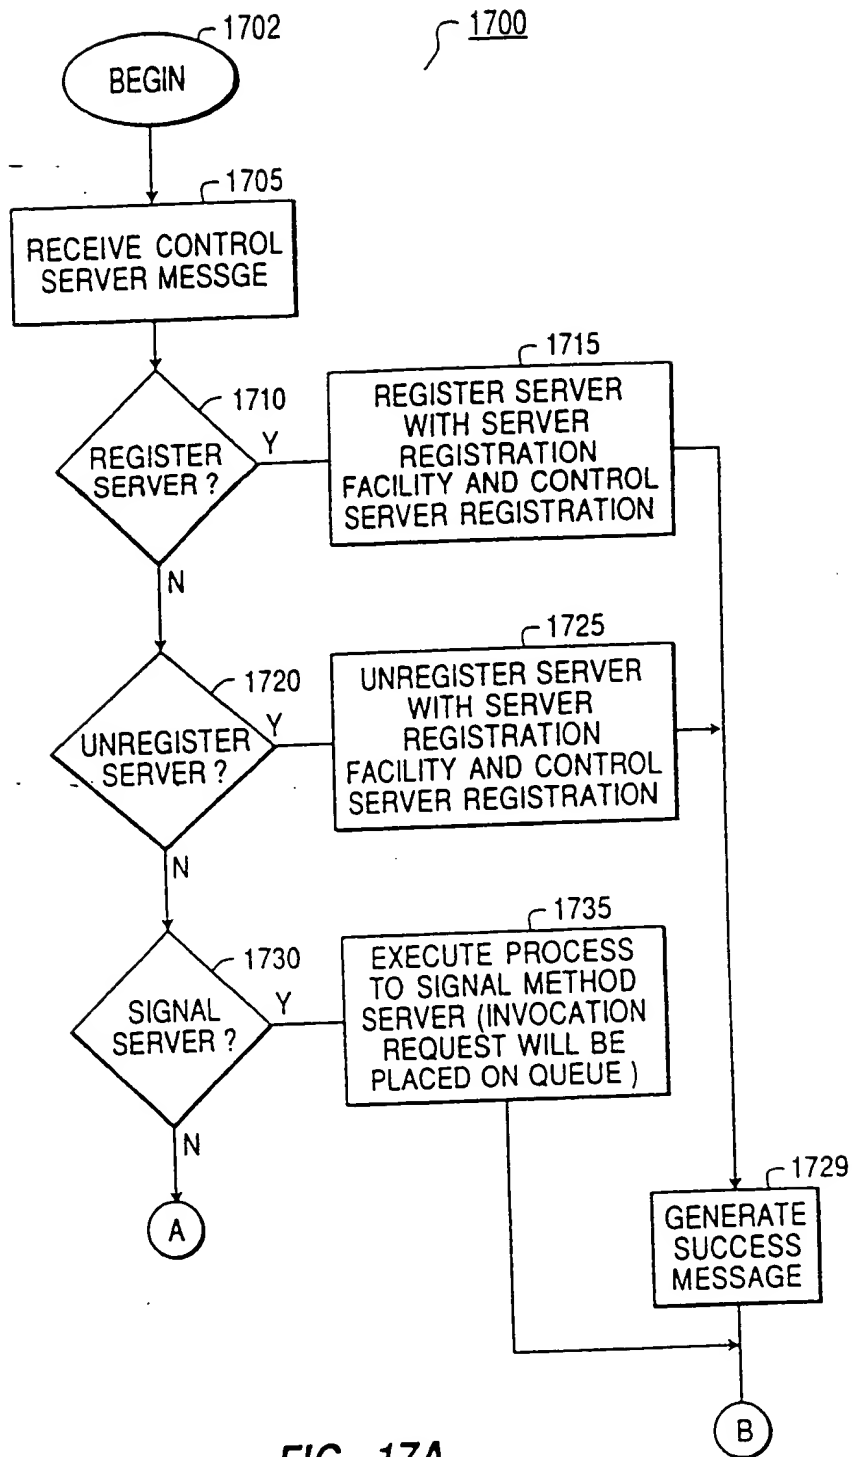 1700
1702
BEGIN
1705
RECEIVE CONTROL
SERVER MESSGE
1710
REGISTER
SERVER ?
Y
N
1715
REGISTER SERVER
WITH SERVER
REGISTRATION
FACILITY AND CONTROL
SERVER REGISTRATION
1720
UNREGISTER
SERVER ?
Y
N
1725
UNREGISTER SERVER
WITH SERVER
REGISTRATION
FACILITY AND CONTROL
SERVER REGISTRATION
1730
SIGNAL
SERVER ?
Y
N
1735
EXECUTE PROCESS
TO SIGNAL METHOD
SERVER (INVOCATION
REQUEST WILL BE
PLACED ON QUEUE )
A
1729
GENERATE
SUCCESS
MESSAGE
B
FIG. 17A